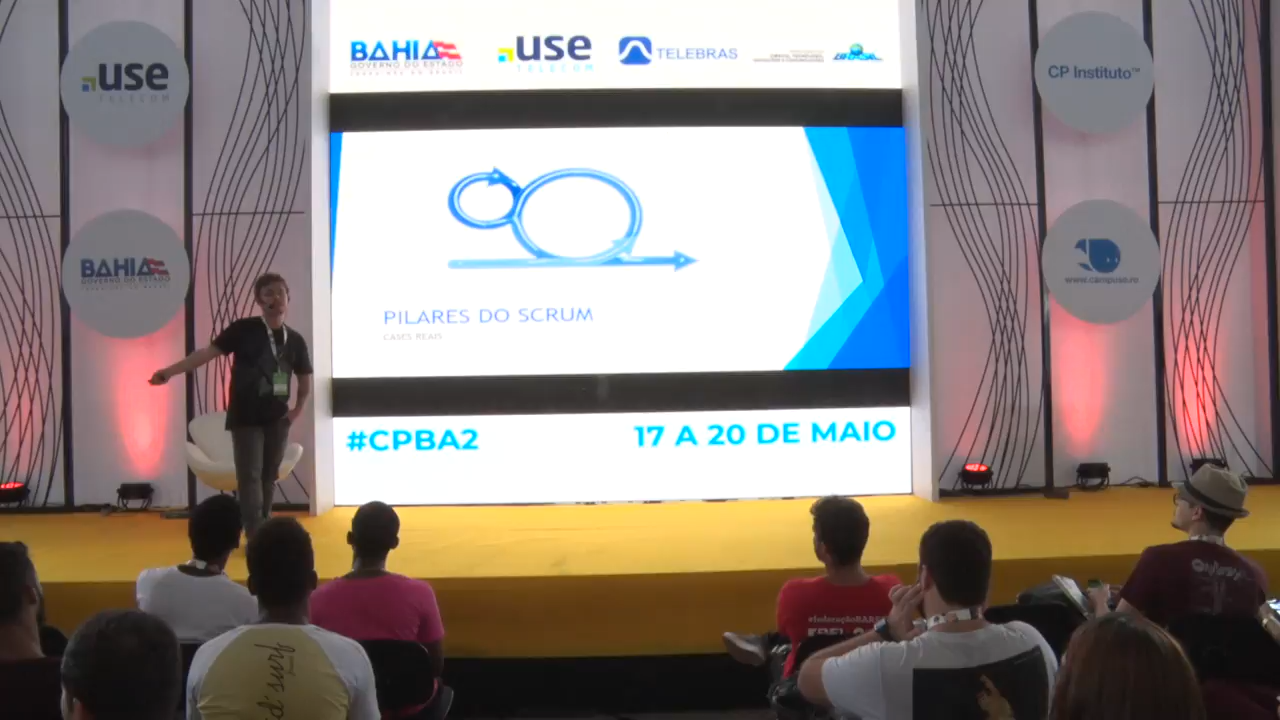 BAHIA
GOVERNO DO ESTADO
use
TELECOM
TELEBRAS
use
TELECOM
CP Instituto™
BAHIA
GOVERNO DO ESTADO
www.campuse.ro
PILARES DO SCRUM
CASES REAIS
#CPBA2
17 A 20 DE MAIO